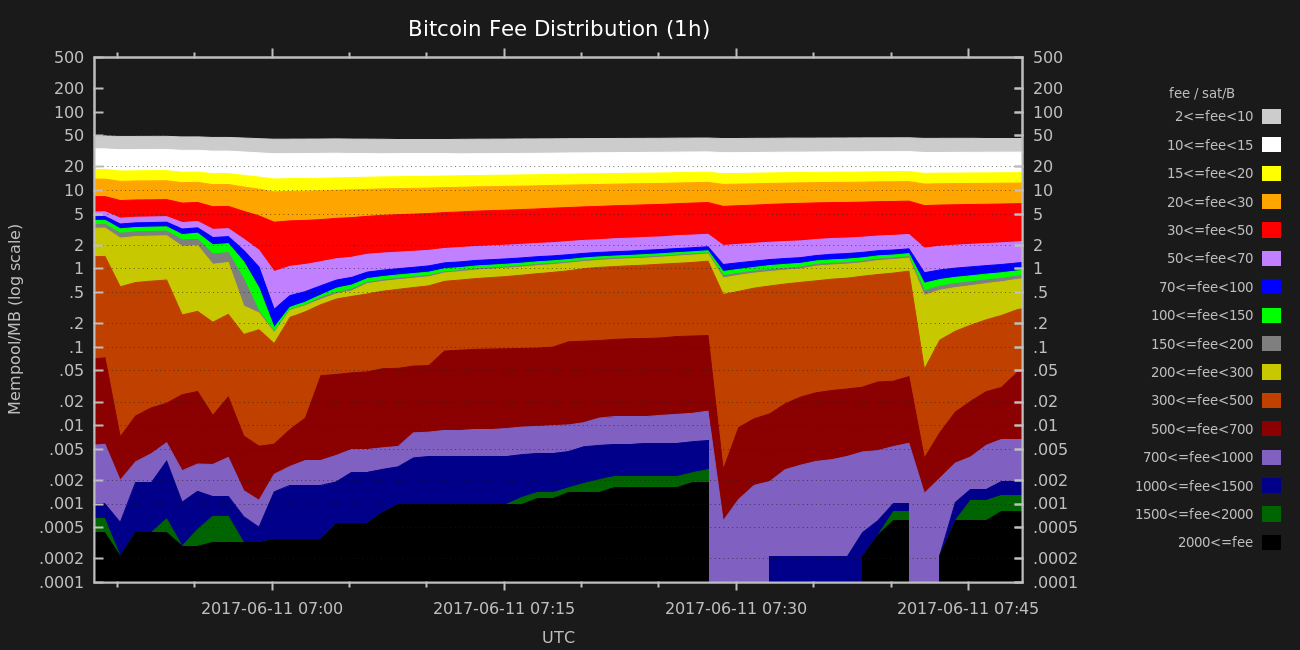 Bitcoin Fee Distribution (1h)
500 500
200 200
100 100
50 50
20 20
10 10
5 5
2 2
1 1
.5 .5
.2 .2
.1 .1
.05 .05
.02 .02
.01 .01
.005 .005
.002 .002
.001 .001
.0005 .0005
.0002 .0002
.0001 .0001
Mempool/MB (log scale)
2017-06-11 07:00 2017-06-11 07:15 2017-06-11 07:30 2017-06-11 07:45
UTC
fee / sat/B
2<=fee<10
10<=fee<15
15<=fee<20
20<=fee<30
30<=fee<50
50<=fee<70
70<=fee<100
100<=fee<150
150<=fee<200
200<=fee<300
300<=fee<500
500<=fee<700
700<=fee<1000
1000<=fee<1500
1500<=fee<2000
2000<=fee